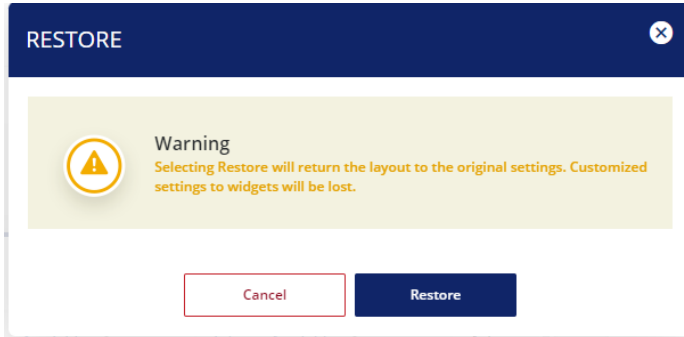 RESTORE
Warning
Selecting Restore will return the layout to the original settings. Customized
settings to widgets will be lost.
Cancel
Restore